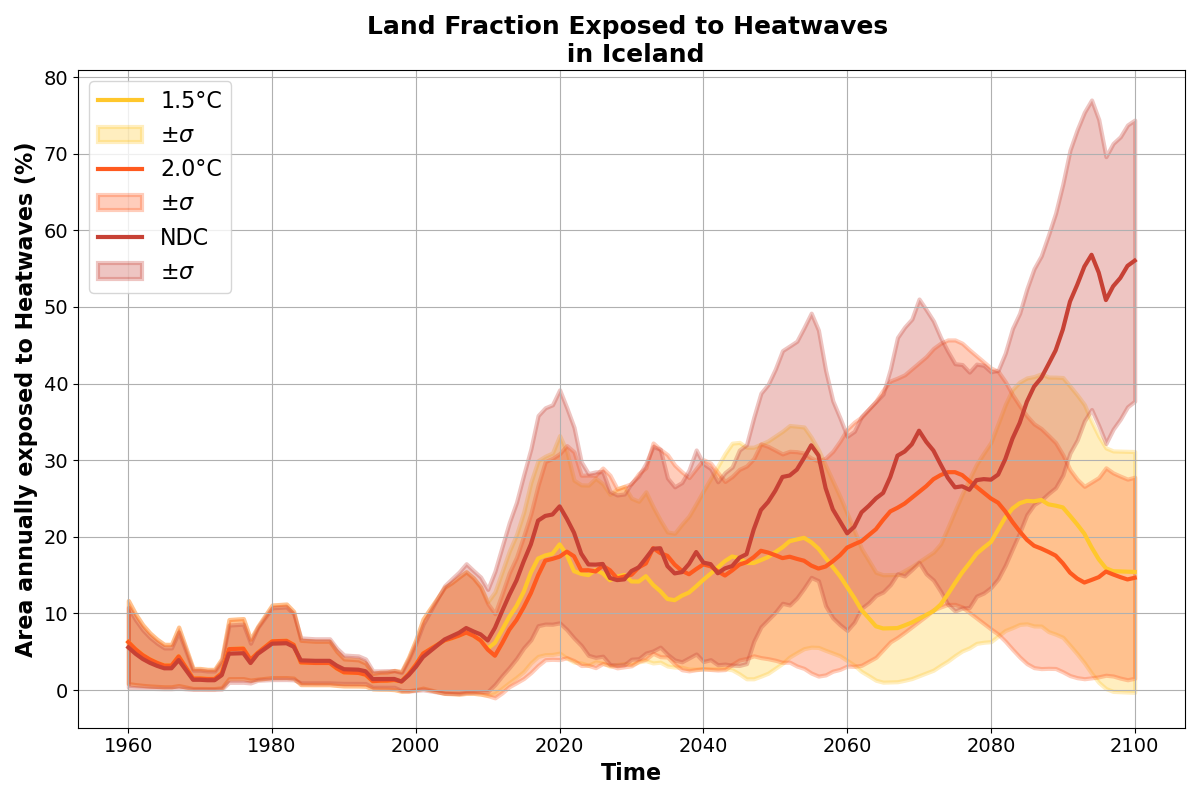 Land Fraction Exposed to Heatwaves
in Iceland
Area annually exposed to Heatwaves (%)
80
70
60
50
40
30
20
10
0
1.5°C
±σ
2.0°C
±σ
NDC
±σ
1960 1980 2000 2020 2040 2060 2080 2100
Time